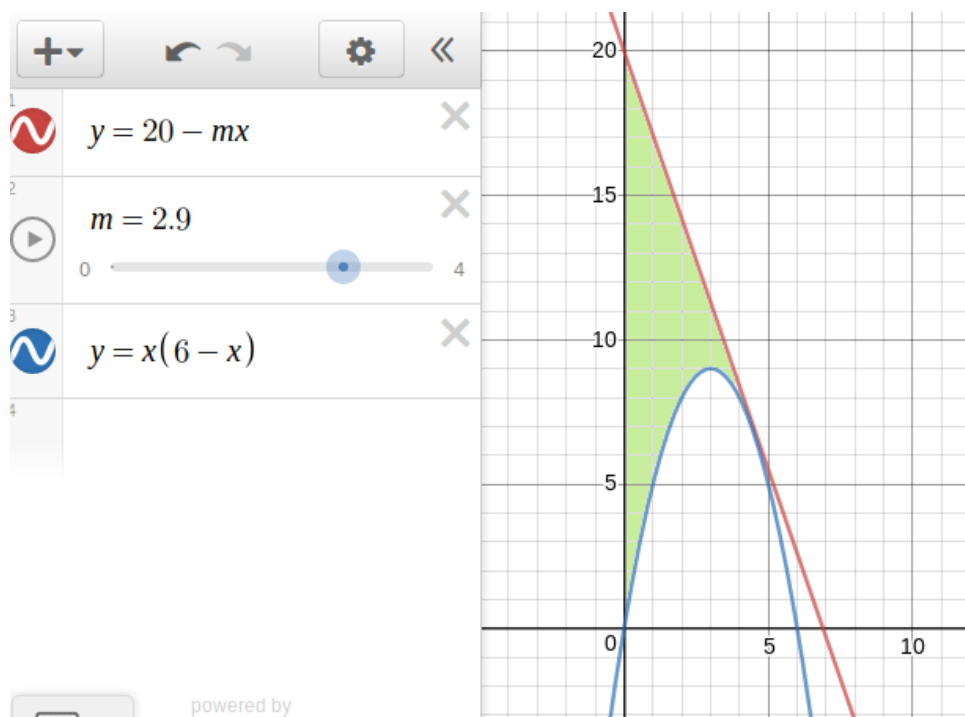 1
y = 20 − mx
2
m = 2.9
0 4
3
y = x(6 − x)
4
powered by
20
15
10
5
0 5 10